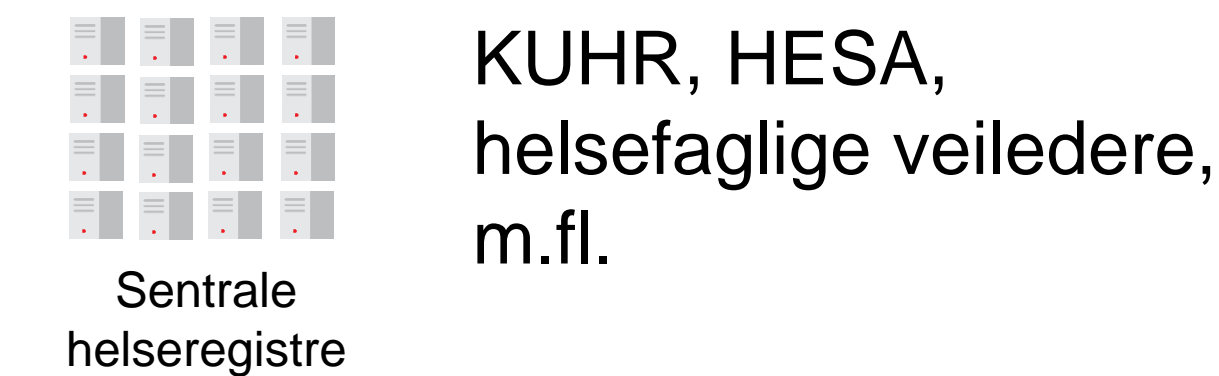 KUHR, HESA,
helsefaglige veiledere,
m.fl.
Sentrale
helseregistre